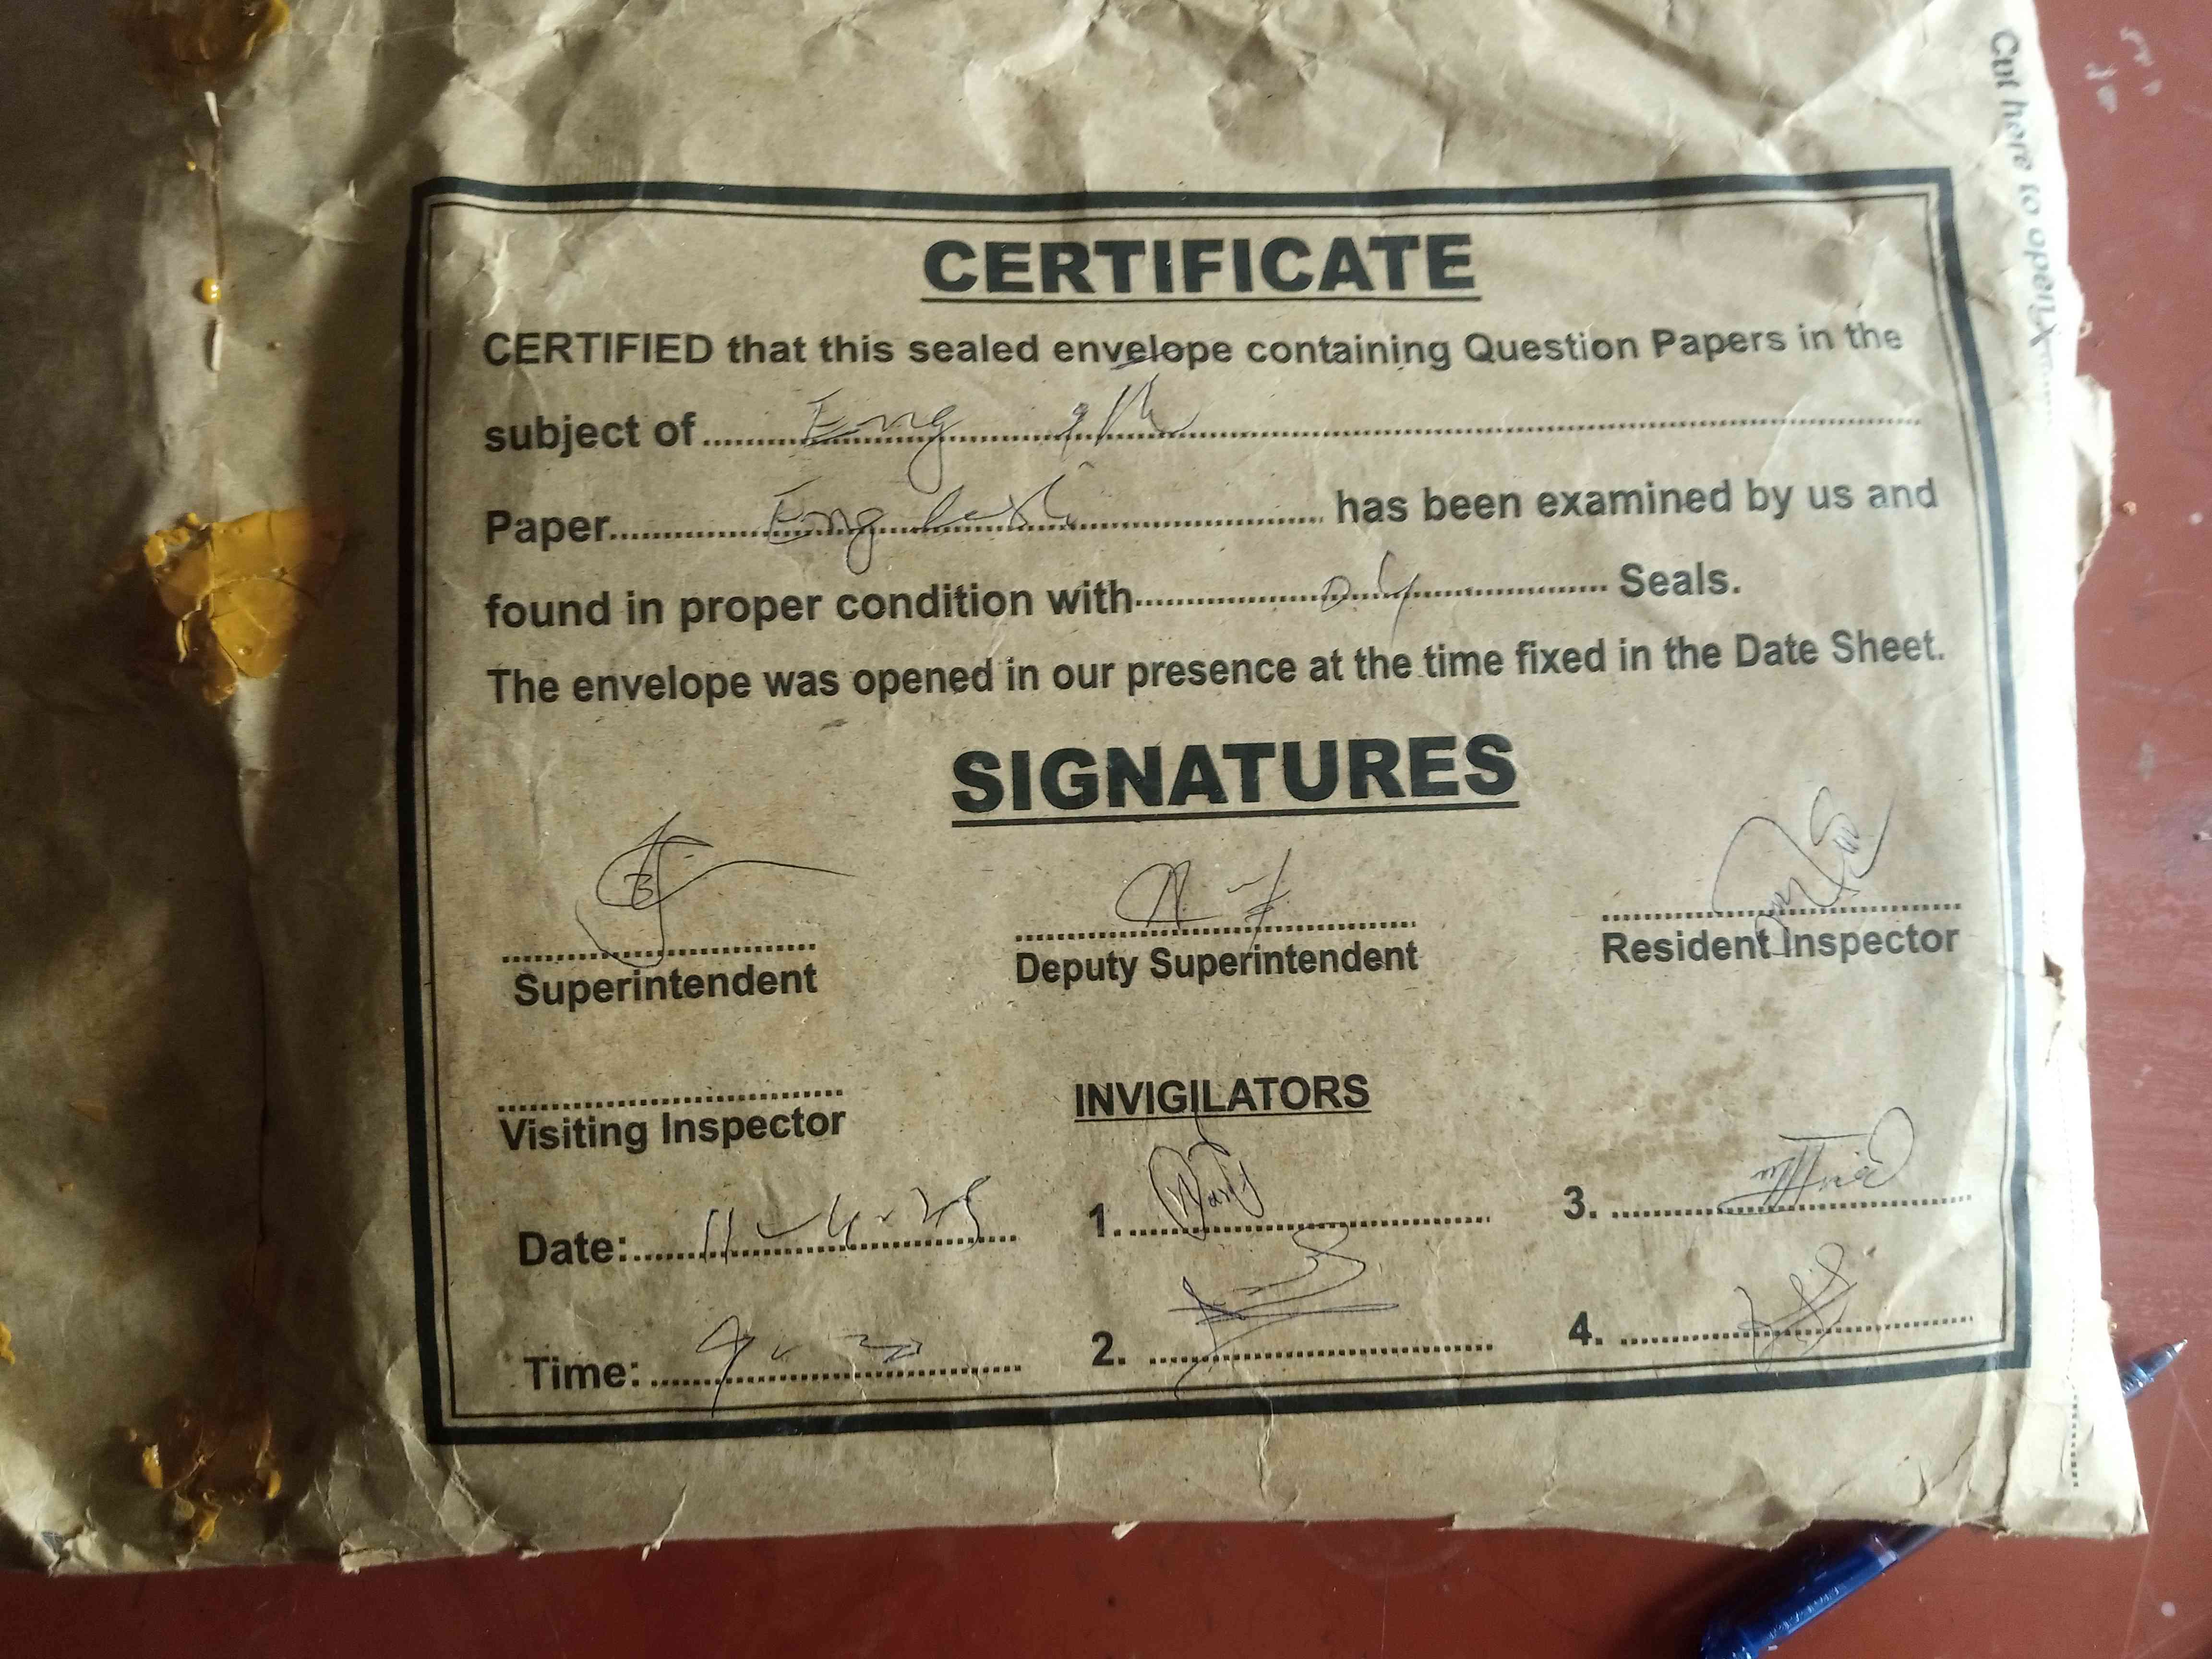 Cut here to open
CERTIFICATE
CERTIFIED that this sealed envelope containing Question Papers in the
subject of........ Eng 9th ........
Paper........ Eng ........ has been examined by us and
found in proper condition with........ 04 ........ Seals.
The envelope was opened in our presence at the time fixed in the Date Sheet.
SIGNATURES
Superintendent
Deputy Superintendent
Resident Inspector
Visiting Inspector
INVIGILATORS
Date:........ 11-4-25
1.
3.
Time:........
2.
4.